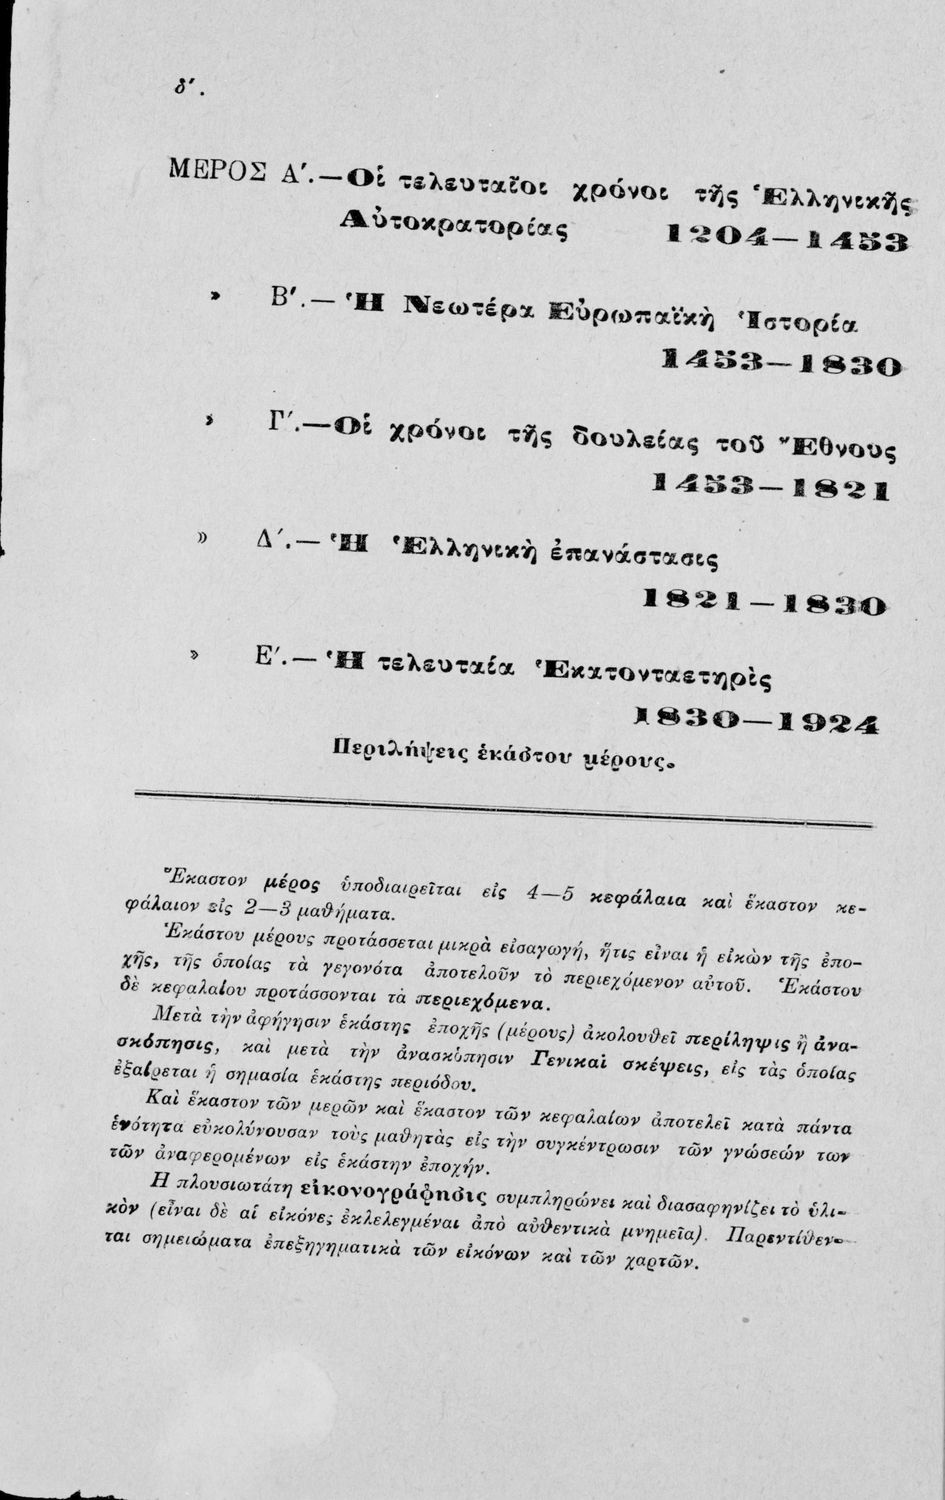 δʹ.
ΜΕΡΟΣ Αʹ.—Οἱ τελευταῖοι χρόνοι τῆς Ἑλληνικῆς
Αὐτοκρατορίας 1204—1453
» Βʹ.— Ἡ Νεωτέρα Εὐρωπαϊκὴ Ἱστορία
1453—1830
» Γʹ.—Οἱ χρόνοι τῆς δουλείας τοῦ Ἔθνους
1453—1821
» Δʹ.— Ἡ Ἑλληνικὴ ἐπανάστασις
1821—1830
» Εʹ.— Ἡ τελευταία Ἑκατονταετηρὶς
1830—1924
Περιλήψεις ἑκάστου μέρους.
Ἕκαστον μέρος ὑποδιαιρεῖται εἰς 4—5 κεφάλαια καὶ ἕκαστον κε-
φάλαιον εἰς 2—3 μαθήματα.
Ἑκάστου μέρους προτάσσεται μικρὰ εἰσαγωγή, ἥτις εἶναι ἡ εἰκὼν τῆς ἐπο-
χῆς, τῆς ὁποίας τὰ γεγονότα ἀποτελοῦν τὸ περιεχόμενον αὐτοῦ. Ἑκάστου
δὲ κεφαλαίου προτάσσονται τὰ περιεχόμενα.
Μετὰ τὴν ἀφήγησιν ἑκάστης ἐποχῆς (μέρους) ἀκολουθεῖ περίληψις ἢ ἀνα-
σκόπησις, καὶ μετὰ τὴν ἀνασκόπησιν Γενικαὶ σκέψεις, εἰς τὰς ὁποίας
ἐξαίρεται ἡ σημασία ἑκάστης περιόδου.
Καὶ ἕκαστον τῶν μερῶν καὶ ἕκαστον τῶν κεφαλαίων ἀποτελεῖ κατὰ πάντα
ἑνότητα εὐκολύνουσαν τοὺς μαθητὰς εἰς τὴν συγκέντρωσιν τῶν γνώσεών των
τῶν ἀναφερομένων εἰς ἑκάστην ἐποχήν.
Η πλουσιωτάτη εἰκονογράφησις συμπληρώνει καὶ διασαφηνίζει τὸ ὑλι-
κὸν (εἶναι δὲ αἱ εἰκόνες ἐκλελεγμέναι ἀπὸ αὐθεντικὰ μνημεῖα). Παρεντίθεν-
ται σημειώματα ἐπεξηγηματικὰ τῶν εἰκόνων καὶ τῶν χαρτῶν.